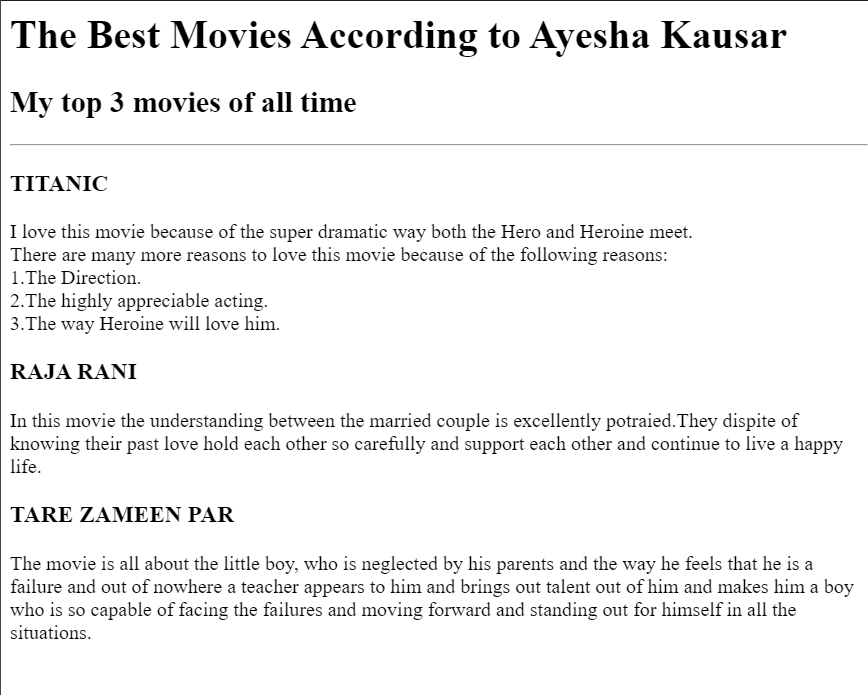 The Best Movies According to Ayesha Kausar
My top 3 movies of all time
TITANIC
I love this movie because of the super dramatic way both the Hero and Heroine meet.
There are many more reasons to love this movie because of the following reasons:
1.The Direction.
2.The highly appreciable acting.
3.The way Heroine will love him.
RAJA RANI
In this movie the understanding between the married couple is excellently potraied.They dispite of
knowing their past love hold each other so carefully and support each other and continue to live a happy
life.
TARE ZAMEEN PAR
The movie is all about the little boy, who is neglected by his parents and the way he feels that he is a
failure and out of nowhere a teacher appears to him and brings out talent out of him and makes him a boy
who is so capable of facing the failures and moving forward and standing out for himself in all the
situations.